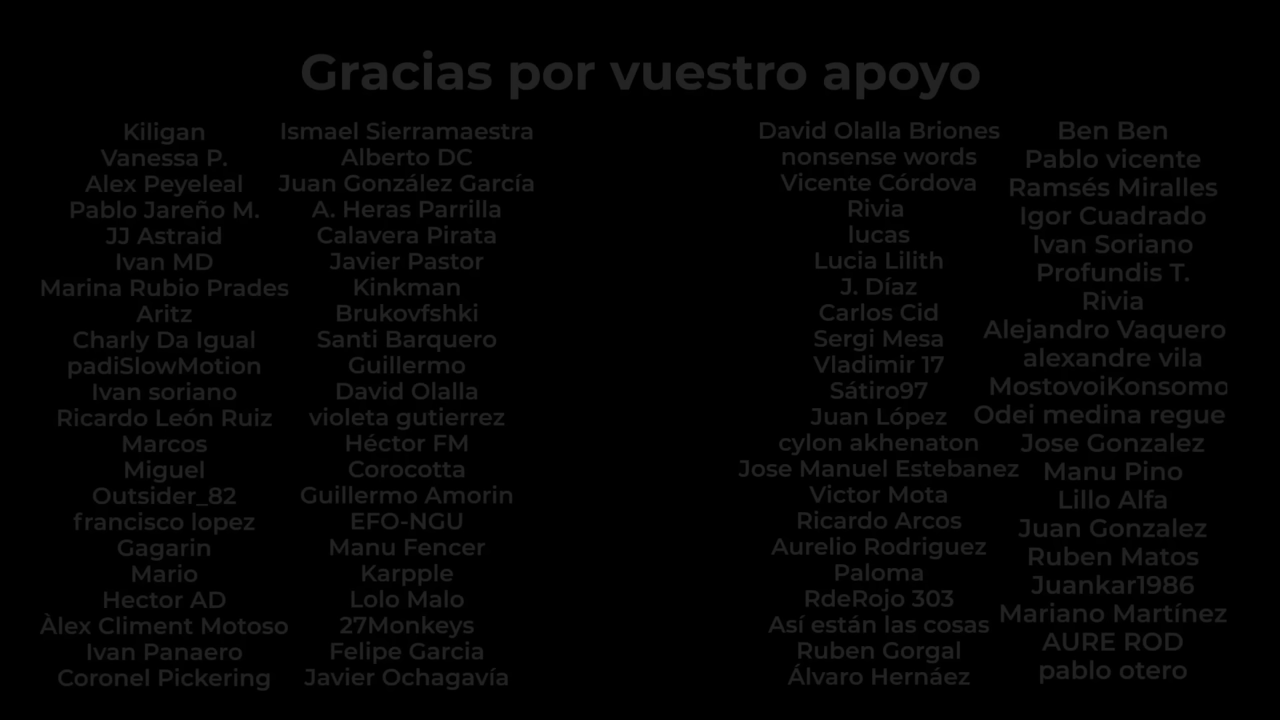 Gracias por vuestro apoyo
Kiligan
Vanessa P.
Alex Peyeleal
Pablo Jareño M.
JJ Astraid
Ivan MD
Marina Rubio Prades
Aritz
Charly Da Igual
padiSlowMotion
Ivan soriano
Ricardo León Ruiz
Marcos
Miguel
Outsider_82
francisco lopez
Gagarin
Mario
Hector AD
Àlex Climent Motoso
Ivan Panaero
Coronel Pickering
Ismael Sierramaestra
Alberto DC
Juan González García
A. Heras Parrilla
Calavera Pirata
Javier Pastor
Kinkman
Brukovfshki
Santi Barquero
Guillermo
David Olalla
violeta gutierrez
Héctor FM
Corocotta
Guillermo Amorin
EFO-NGU
Manu Fencer
Karpple
Lolo Malo
27Monkeys
Felipe Garcia
Javier Ochagavía
David Olalla Briones
nonsense words
Vicente Córdova
Rivia
lucas
Lucia Lilith
J. Díaz
Carlos Cid
Sergi Mesa
Vladimir 17
Sátiro97
Juan López
cylon akhenaton
Jose Manuel Estebanez
Victor Mota
Ricardo Arcos
Aurelio Rodriguez
Paloma
RdeRojo 303
Así están las cosas
Ruben Gorgal
Álvaro Hernáez
Ben Ben
Pablo vicente
Ramsés Miralles
Igor Cuadrado
Ivan Soriano
Profundis T.
Rivia
Alejandro Vaquero
alexandre vila
MostovoiKonsomo
Odei medina regue
Jose Gonzalez
Manu Pino
Lillo Alfa
Juan Gonzalez
Ruben Matos
Juankar1986
Mariano Martínez
AURE ROD
pablo otero